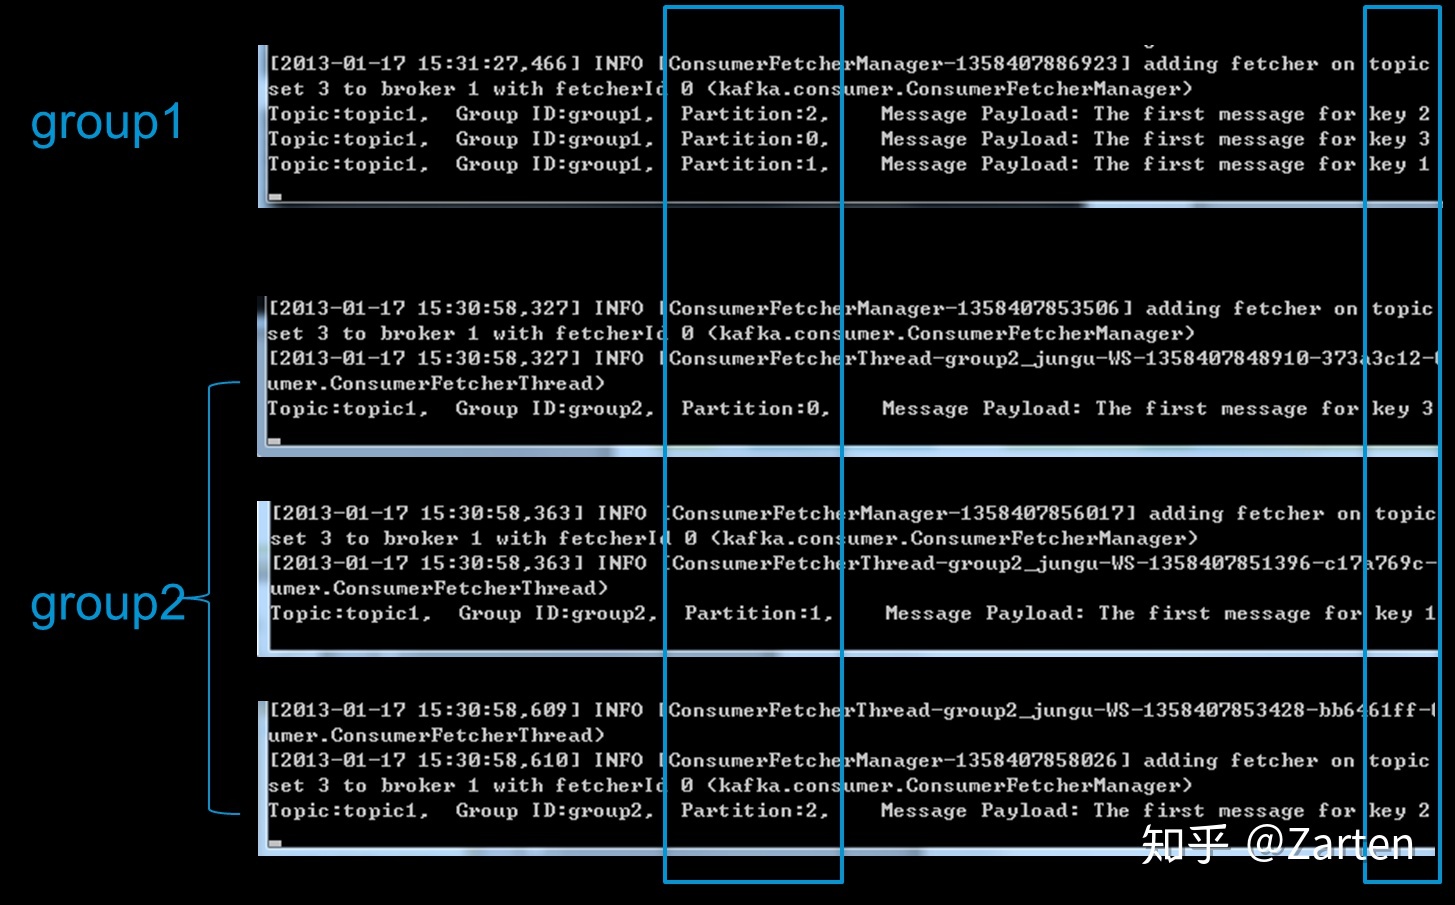 group1
[2013-01-17 15:31:27,466] INFO [ConsumerFetcherManager-1358407886923] adding fetcher on topic
set 3 to broker 1 with fetcherId 0 (kafka.consumer.ConsumerFetcherManager)
Topic:topic1, Group ID:group1, Partition:2, Message Payload: The first message for key 2
Topic:topic1, Group ID:group1, Partition:0, Message Payload: The first message for key 3
Topic:topic1, Group ID:group1, Partition:1, Message Payload: The first message for key 1
group2
[2013-01-17 15:30:58,327] INFO [ConsumerFetcherManager-1358407853506] adding fetcher on topic
set 3 to broker 1 with fetcherId 0 (kafka.consumer.ConsumerFetcherManager)
[2013-01-17 15:30:58,327] INFO [ConsumerFetcherThread-group2_jungu-WS-1358407848910-373a3c12-
umer.ConsumerFetcherThread)
Topic:topic1, Group ID:group2, Partition:0, Message Payload: The first message for key 3
[2013-01-17 15:30:58,363] INFO [ConsumerFetcherManager-1358407856017] adding fetcher on topic
set 3 to broker 1 with fetcherId 0 (kafka.consumer.ConsumerFetcherManager)
[2013-01-17 15:30:58,363] INFO [ConsumerFetcherThread-group2_jungu-WS-1358407851396-c17a769c-
umer.ConsumerFetcherThread)
Topic:topic1, Group ID:group2, Partition:1, Message Payload: The first message for key 1
[2013-01-17 15:30:58,609] INFO [ConsumerFetcherThread-group2_jungu-WS-1358407853428-bb6461ff-
umer.ConsumerFetcherThread)
[2013-01-17 15:30:58,610] INFO [ConsumerFetcherManager-1358407858026] adding fetcher on topic
set 3 to broker 1 with fetcherId 0 (kafka.consumer.ConsumerFetcherManager)
Topic:topic1, Group ID:group2, Partition:2, Message Payload: The first message for key 2
知乎 @Zarten